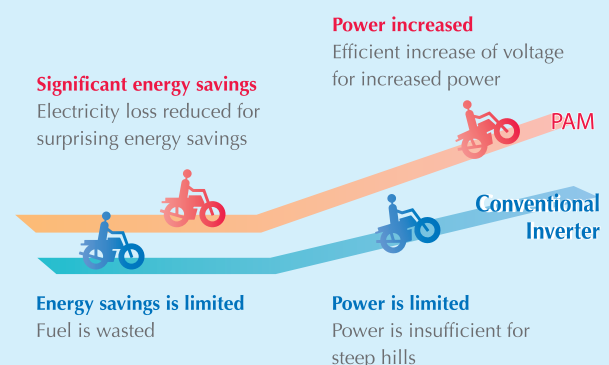 Power increased
Efficient increase of voltage
for increased power
Significant energy savings
Electricity loss reduced for
surprising energy savings
PAM
Conventional
Inverter
Energy savings is limited
Fuel is wasted
Power is limited
Power is insufficient for
steep hills